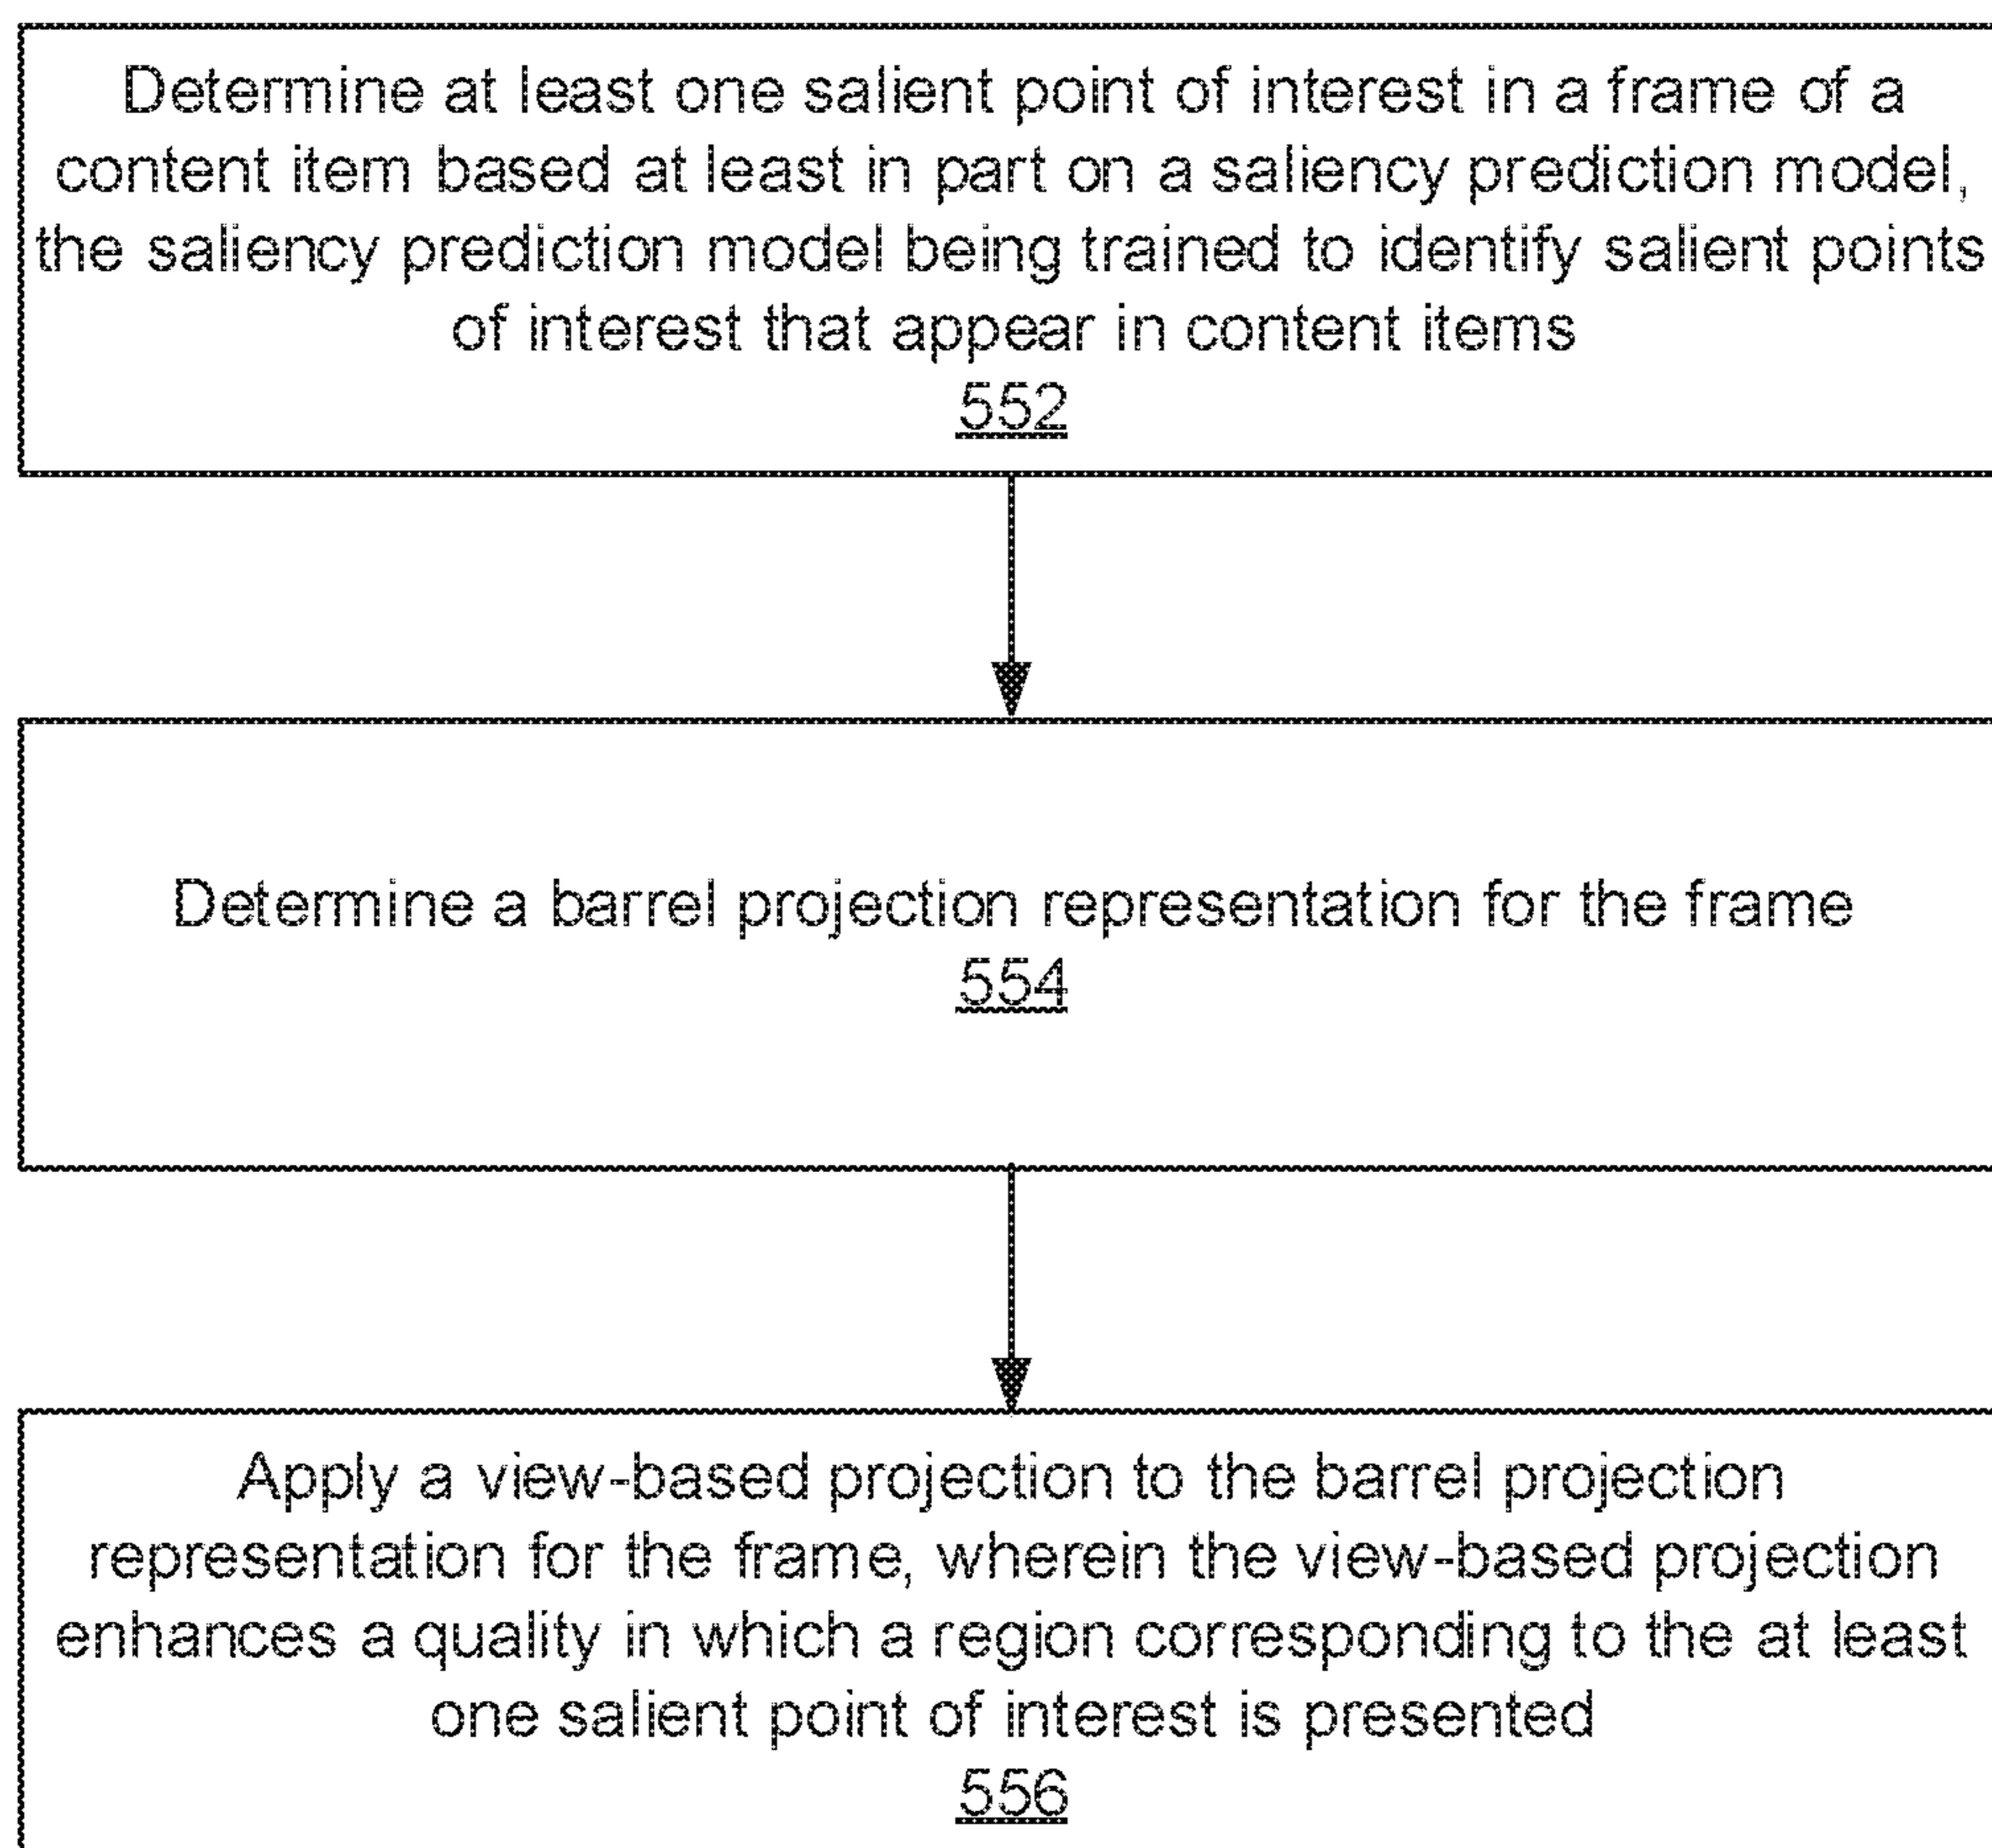 Determine at least one salient point of interest in a frame of a
content item based at least in part on a saliency prediction model,
the saliency prediction model being trained to identify salient points
of interest that appear in content items
552
Determine a barrel projection representation for the frame
554
Apply a view-based projection to the barrel projection
representation for the frame, wherein the view-based projection
enhances a quality in which a region corresponding to the at least
one salient point of interest is presented
556